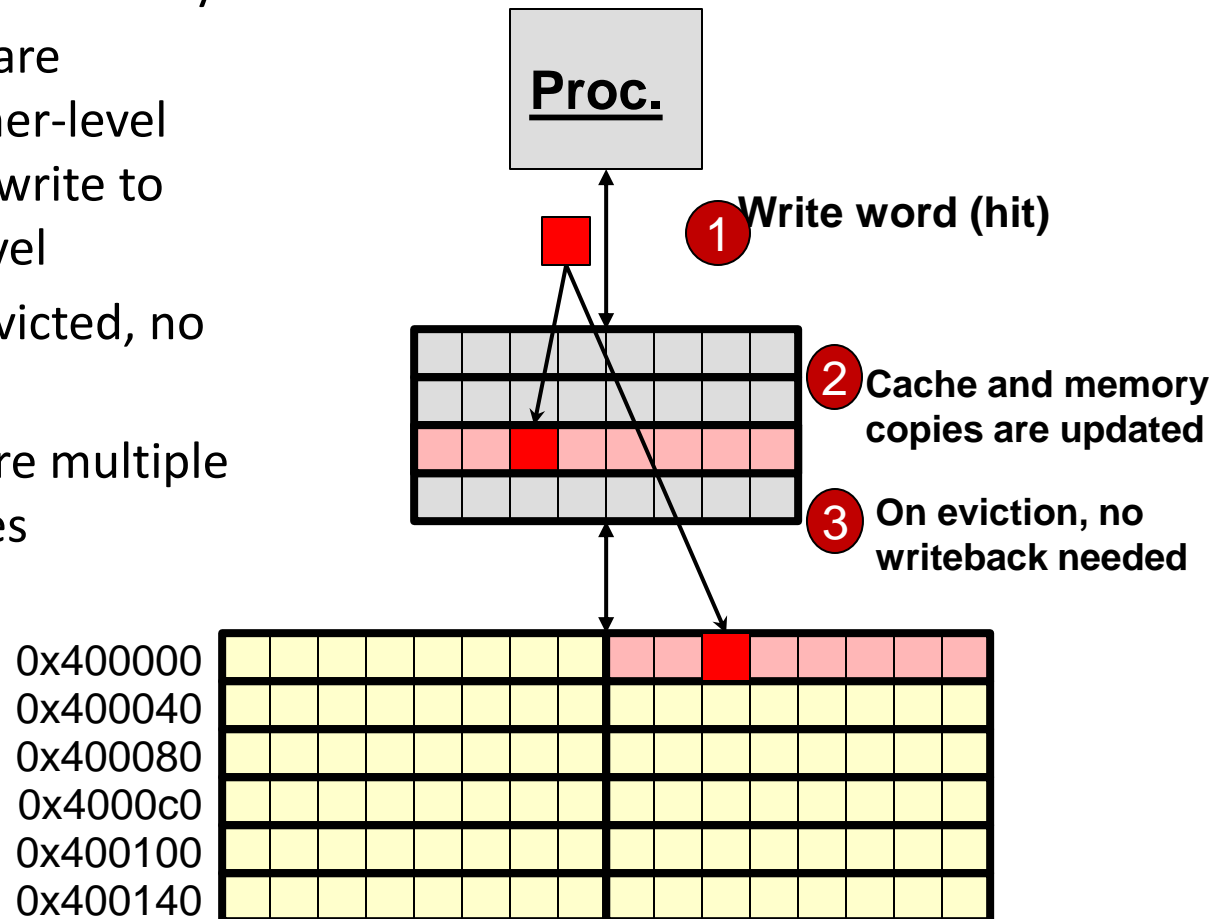 are
ner-level
write to
vel
victed, no
re multiple
es
Proc.
1 Write word (hit)
2 Cache and memory
copies are updated
3 On eviction, no
writeback needed
0x400000
0x400040
0x400080
0x4000c0
0x400100
0x400140